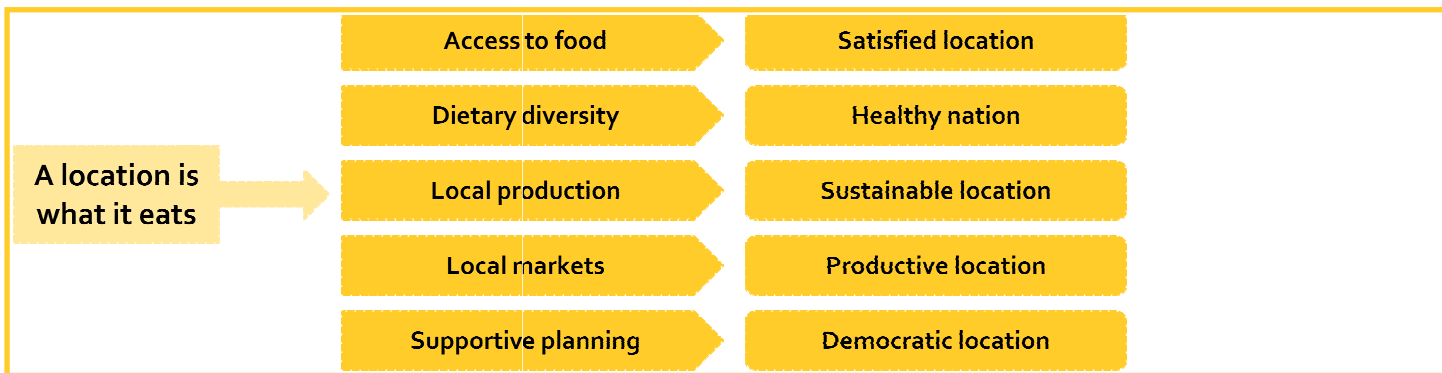 Access to food
Satisfied location
Dietary diversity
Healthy nation
A location is
what it eats
Local production
Sustainable location
Local markets
Productive location
Supportive planning
Democratic location